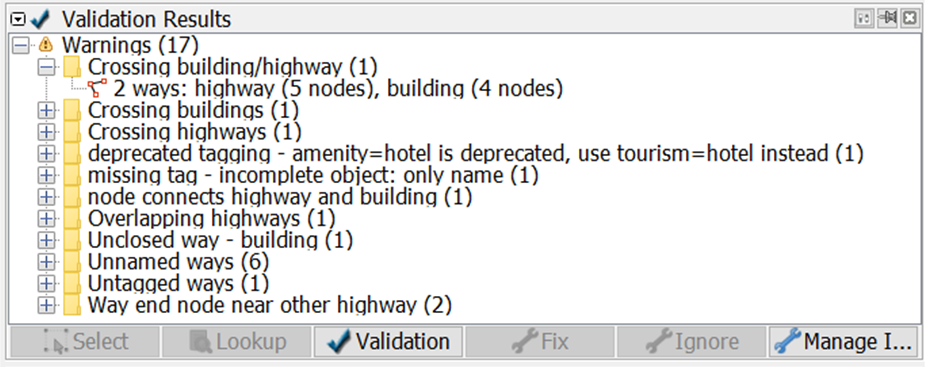 Validation Results
Warnings (17)
Crossing building/highway (1)
2 ways: highway (5 nodes), building (4 nodes)
Crossing buildings (1)
Crossing highways (1)
deprecated tagging - amenity=hotel is deprecated, use tourism=hotel instead (1)
missing tag - incomplete object: only name (1)
node connects highway and building (1)
Overlapping highways (1)
Unclosed way - building (1)
Unnamed ways (6)
Untagged ways (1)
Way end node near other highway (2)
Select Lookup Validation Fix Ignore Manage I...